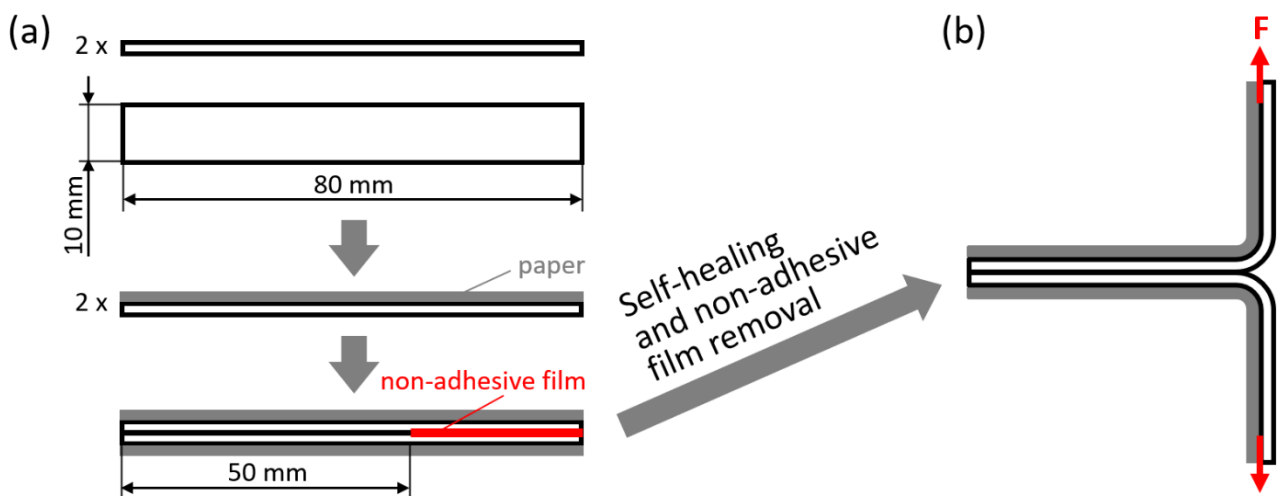 (a)
2 x
10 mm
80 mm
paper
2 x
non-adhesive film
50 mm
Self-healing
and non-adhesive
film removal
(b)
F